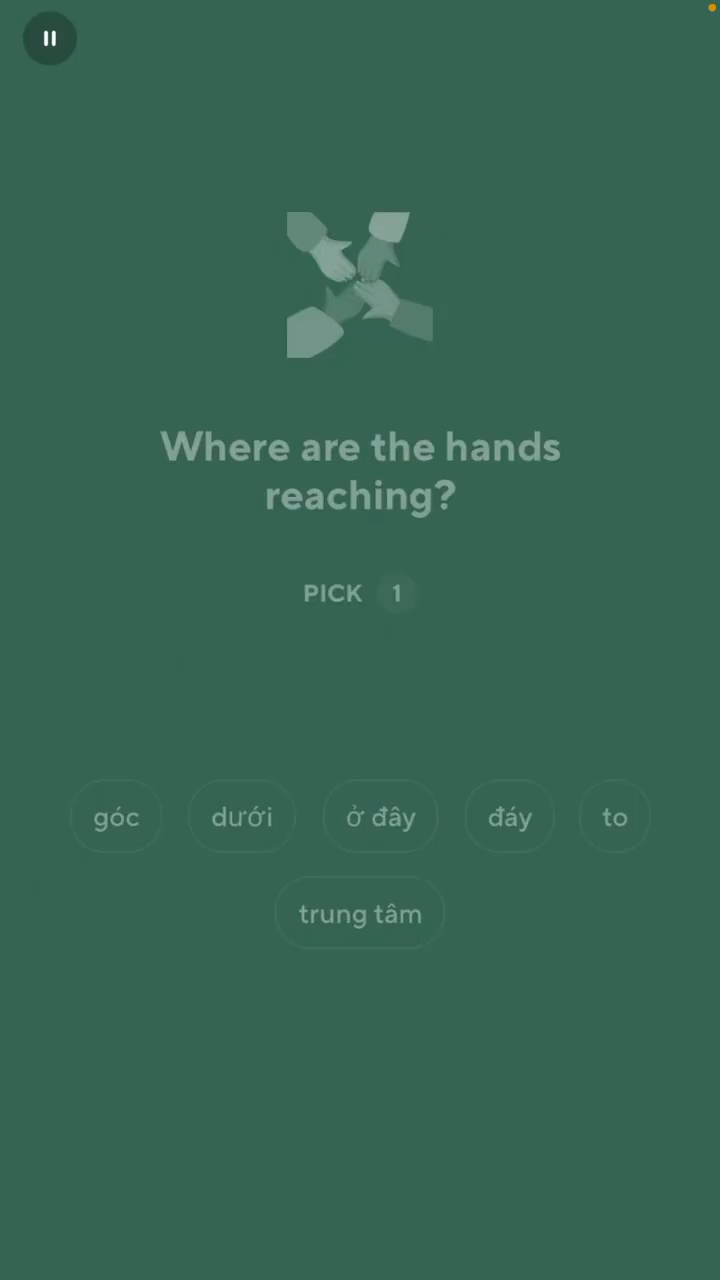 Where are the hands
reaching?
PICK 1
góc dưới ở đây đáy to
trung tâm